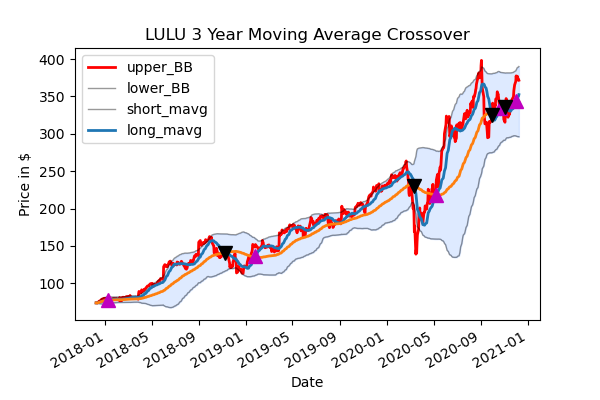 LULU 3 Year Moving Average Crossover
upper_BB
lower_BB
short_mavg
long_mavg
Price in $
400
350
300
250
200
150
100
2018-01
2018-05
2018-09
2019-01
2019-05
2019-09
2020-01
2020-05
2020-09
2021-01
Date